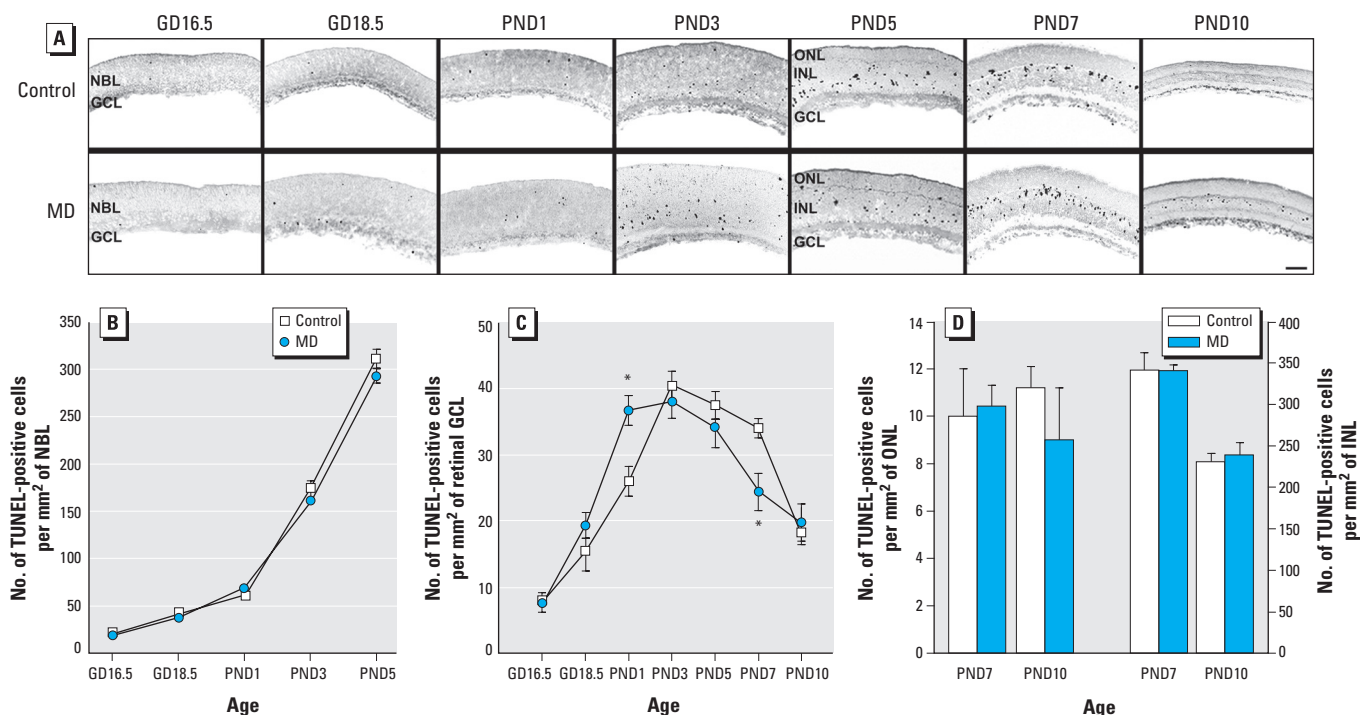 A
GD16.5 GD18.5 PND1 PND3 PND5 PND7 PND10
Control
NBL
GCL
ONL
INL
GCL
MD
NBL
GCL
ONL
INL
GCL
B
Control
MD
No. of TUNEL-positive cells
per mm² of NBL
350
300
250
200
150
100
50
0
GD16.5 GD18.5 PND1 PND3 PND5
Age
C
No. of TUNEL-positive cells
per mm² of retinal GCL
50
40
30
20
10
0
*
*
GD16.5 GD18.5 PND1 PND3 PND5 PND7 PND10
Age
D
Control
MD
No. of TUNEL-positive cells
per mm² of ONL
14
12
10
8
6
4
2
0
400
350
300
250
200
150
100
50
0
No. of TUNEL-positive cells
per mm² of INL
PND7 PND10 PND7 PND10
Age